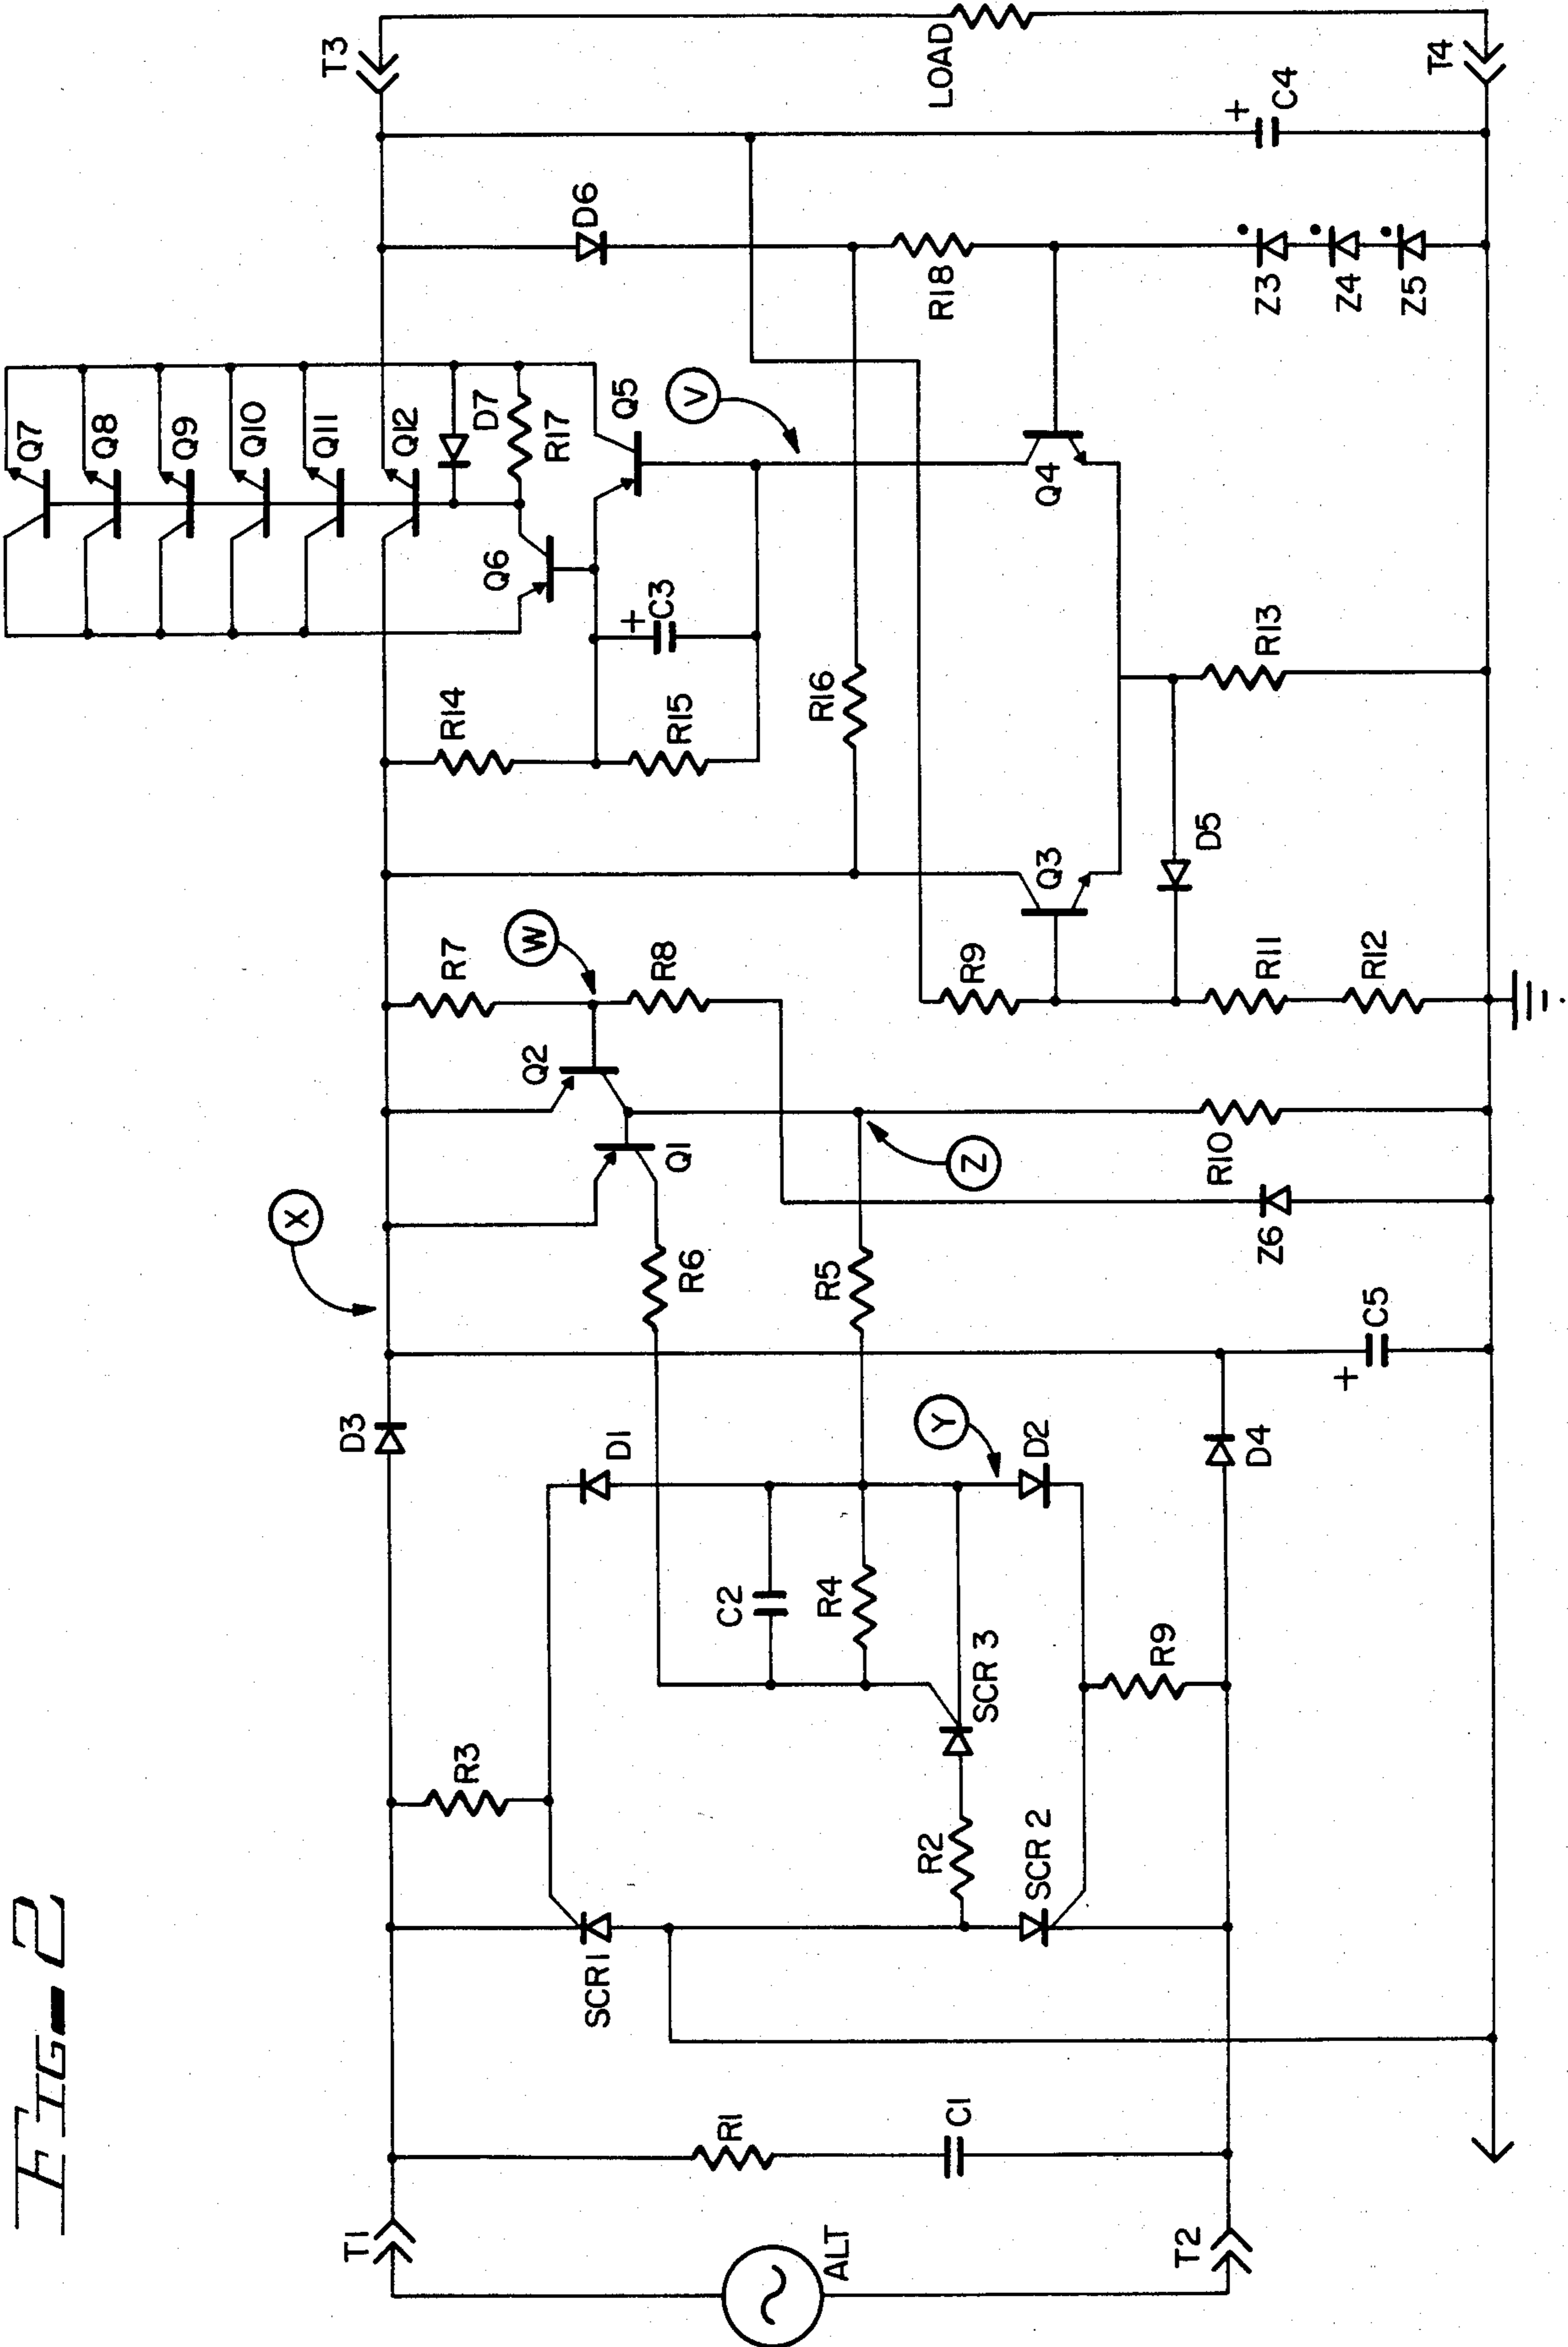 FIG-2
T1
ALT
T2
R1
C1
SCR1
R3
R2
SCR 2
SCR 3
C2
R4
R9
D1
D2
Y
D3
D4
C5
X
R6
R5
Z6
Q1
Q2
Z
R10
W
R7
R8
R9
R11
R12
Q3
D5
R14
R15
R16
R13
C3
Q6
Q5
V
Q4
Q7
Q8
Q9
Q10
Q11
Q12
D7
R17
D6
R18
Z3
Z4
Z5
T3
LOAD
C4
T4
+
+
+